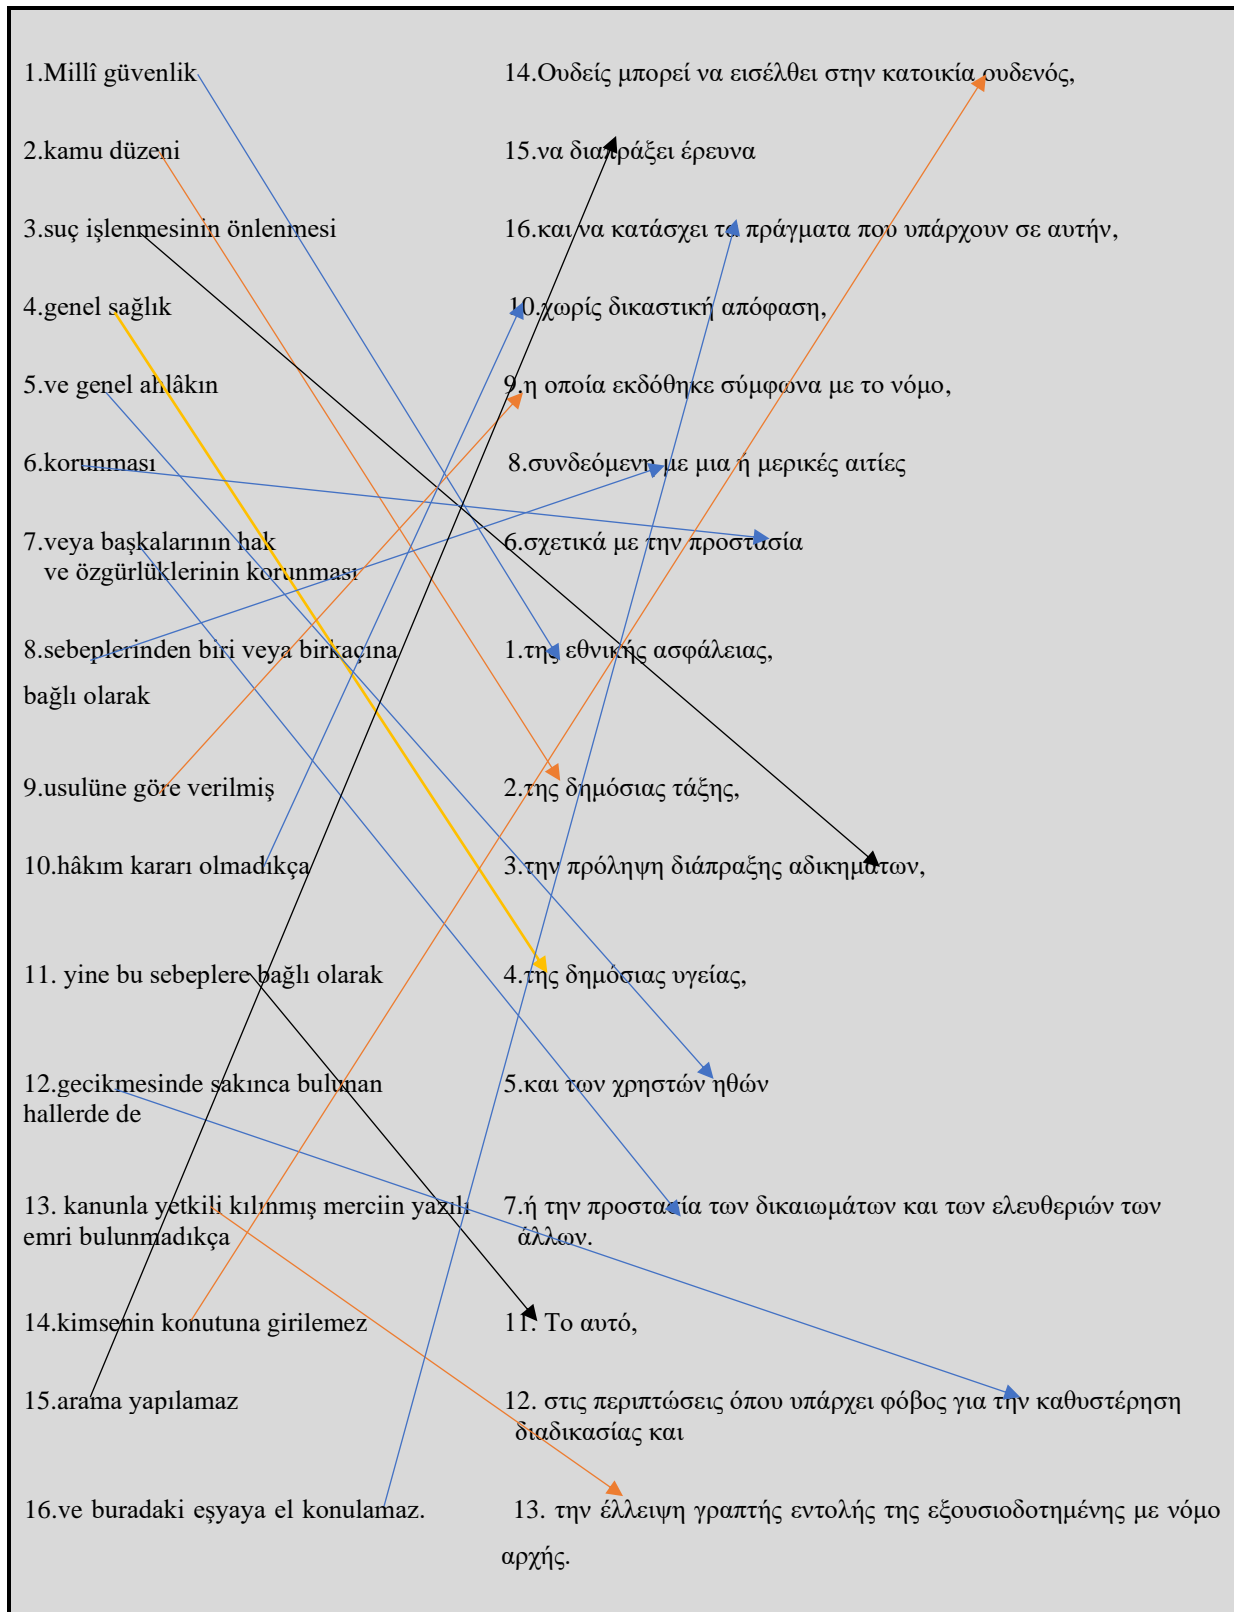 1.Millî güvenlik
14.Ουδείς μπορεί να εισέλθει στην κατοικία ουδενός,
2.kamu düzeni
15.να διαπράξει έρευνα
3.suç işlenmesinin önlenmesi
16.και να κατάσχει τα πράγματα που υπάρχουν σε αυτήν,
4.genel sağlık
10.χωρίς δικαστική απόφαση,
5.ve genel ahlâkın
9.η οποία εκδόθηκε σύμφωνα με το νόμο,
6.korunması
8.συνδεόμενη με μια ή μερικές αιτίες
7.veya başkalarının hak
ve özgürlüklerinin korunması
6.σχετικά με την προστασία
8.sebeplerinden biri veya birkaçına
bağlı olarak
1.της εθνικής ασφάλειας,
9.usulüne göre verilmiş
2.της δημόσιας τάξης,
10.hâkım kararı olmadıkça
3.την πρόληψη διάπραξης αδικημάτων,
11. yine bu sebeplere bağlı olarak
4.της δημόσιας υγείας,
12.gecikmesinde sakınca bulunan
hallerde de
5.και των χρηστών ηθών
13. kanunla yetkili kılınmış merciin yazılı
emri bulunmadıkça
7.ή την προστασία των δικαιωμάτων και των ελευθεριών των
άλλων.
14.kimsenin konutuna girilemez
11. Το αυτό,
15.arama yapılamaz
12. στις περιπτώσεις όπου υπάρχει φόβος για την καθυστέρηση
διαδικασίας και
16.ve buradaki eşyaya el konulamaz.
13. την έλλειψη γραπτής εντολής της εξουσιοδοτημένης με νόμο
αρχής.